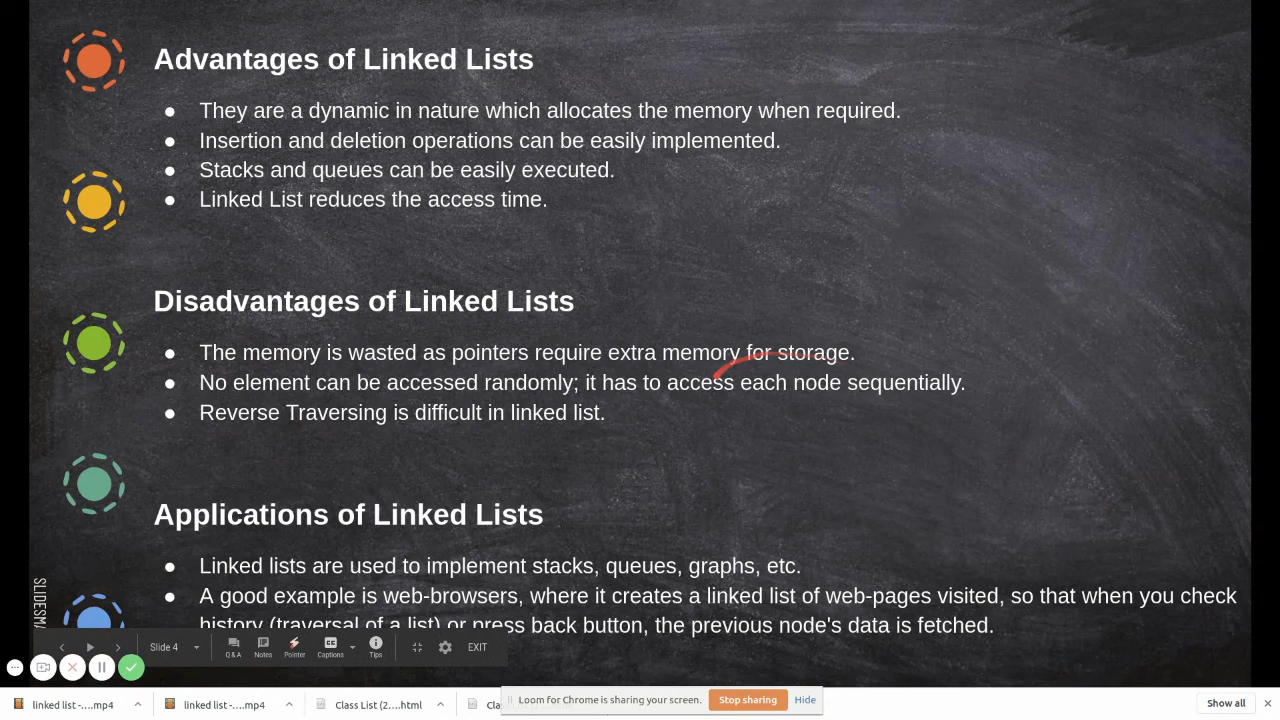 Advantages of Linked Lists
● They are a dynamic in nature which allocates the memory when required.
● Insertion and deletion operations can be easily implemented.
● Stacks and queues can be easily executed.
● Linked List reduces the access time.
Disadvantages of Linked Lists
● The memory is wasted as pointers require extra memory for storage.
● No element can be accessed randomly; it has to access each node sequentially.
● Reverse Traversing is difficult in linked list.
Applications of Linked Lists
● Linked lists are used to implement stacks, queues, graphs, etc.
● A good example is web-browsers, where it creates a linked list of web-pages visited, so that when you check
history (traversal of a list) or press back button, the previous node's data is fetched.
SLIDESM
Slide 4
Q & A
Notes
Pointer
Captions
Tips
EXIT
linked list -....mp4
linked list -....mp4
Class List (2....html
Cla
Loom for Chrome is sharing your screen.
Stop sharing
Hide
Show all